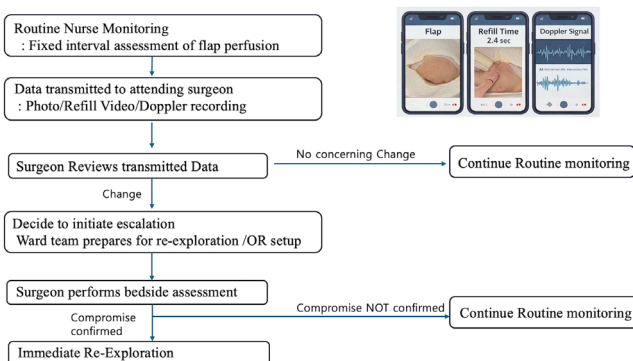 Routine Nurse Monitoring
: Fixed interval assessment of flap perfusion
Flap
Refill Time
2.4 sec
Doppler Signal
Data transmitted to attending surgeon
: Photo/Refill Video/Doppler recording
Surgeon Reviews transmitted Data
No concerning Change
Continue Routine monitoring
Change
Decide to initiate escalation
Ward team prepares for re-exploration /OR setup
Surgeon performs bedside assessment
Compromise NOT confirmed
Continue Routine monitoring
Compromise
confirmed
Immediate Re-Exploration